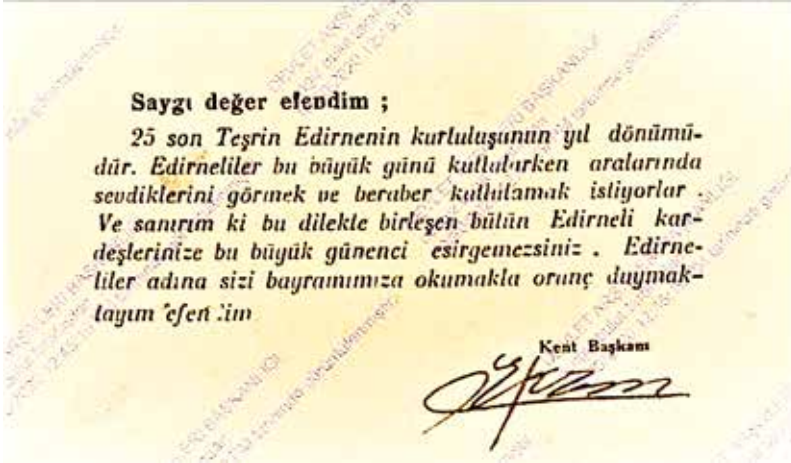 Saygı değer efendim ;
25 son Teşrin Edirnenin kurtuluşunun yıl dönümü-
dür. Edirneliler bu büyük günü kutlularken aralarında
sevdiklerini görmek ve beraber kutlulamak istiyorlar .
Ve sanırım ki bu dilekte birleşen bütün Edirneli kar-
deşlerinize bu büyük günenci esirgemezsiniz . Edirne-
liler adına sizi bayramımıza okumakla orunç duymak-
tayım efendim
Kent Başkanı